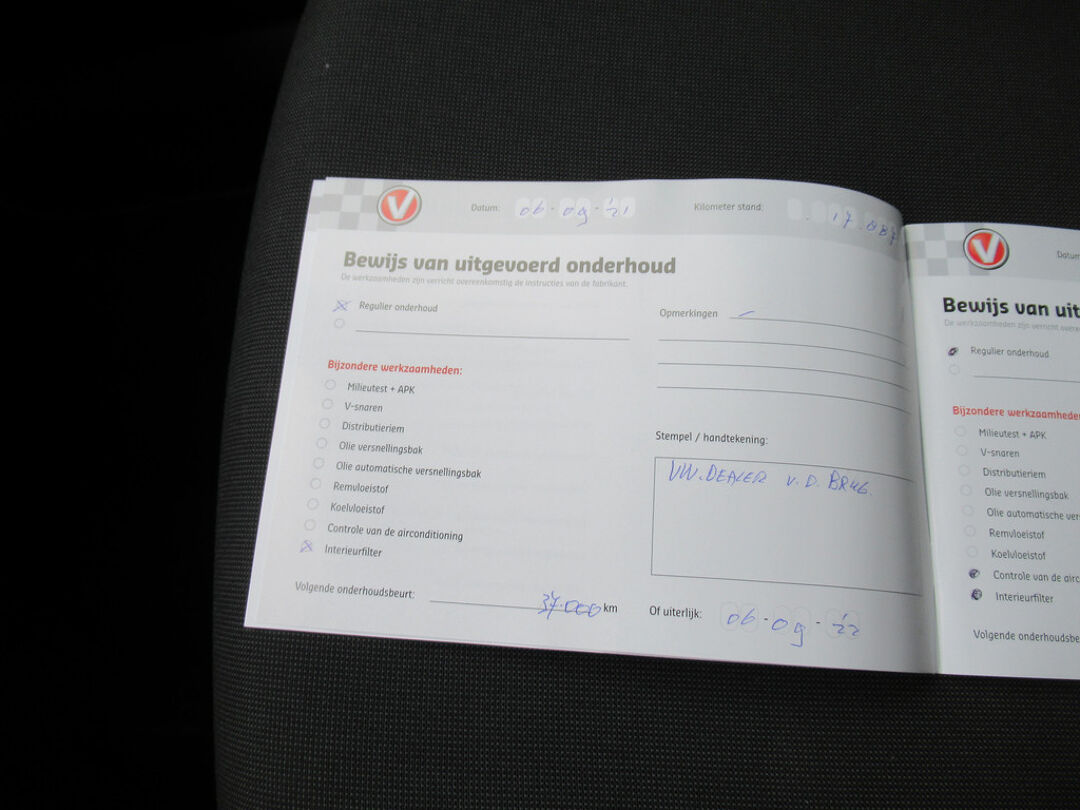 V
Datum: 06 - 09 - '21
Kilometer stand: 17.887
Bewijs van uitgevoerd onderhoud
De werkzaamheden zijn verricht overeenkomstig de instructies van de fabrikant.
Regulier onderhoud
Opmerkingen
Bijzondere werkzaamheden:
Milieutest + APK
V-snaren
Distributieriem
Olie versnellingsbak
Olie automatische versnellingsbak
Remvloeistof
Koelvloeistof
Controle van de airconditioning
Interieurfilter
Stempel / handtekening:
VW. DEALER V. D. BRUG.
Volgende onderhoudsbeurt: 37.000 km
Of uiterlijk: 06 - 09 - '22
V
Datum
Bewijs van uit
De werkzaamheden zijn verricht overeen
Regulier onderhoud
Bijzondere werkzaamheden
Milieutest + APK
V-snaren
Distributieriem
Olie versnellingsbak
Olie automatische ver
Remvloeistof
Koelvloeistof
Controle van de airc
Interieurfilter
Volgende onderhoudsbe